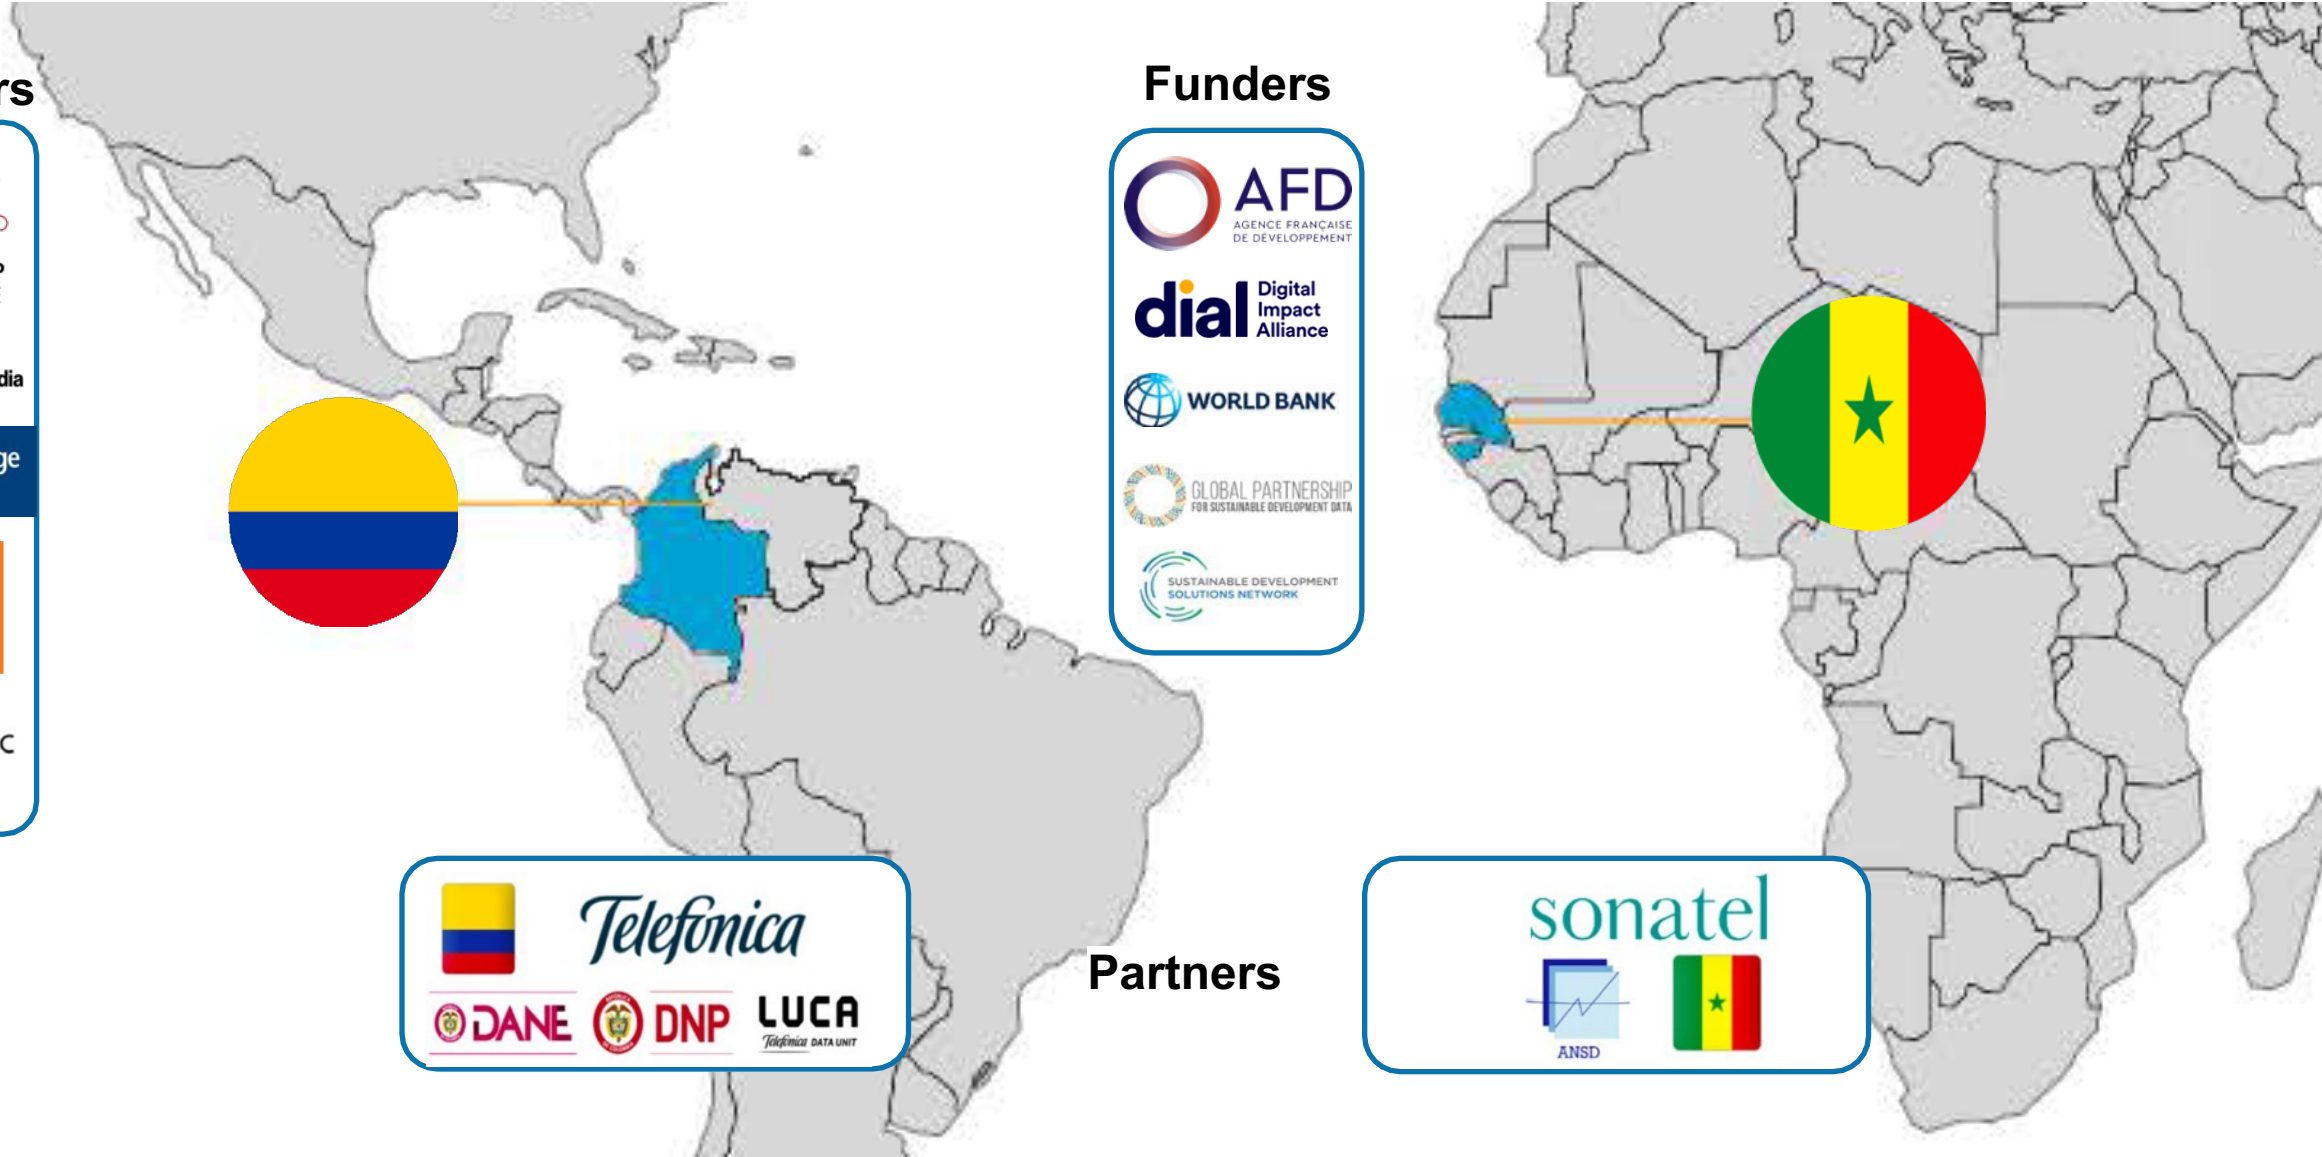 rs
dia
ge
C
Funders
AFD
AGENCE FRANÇAISE
DE DÉVELOPPEMENT
dial
Digital
Impact
Alliance
WORLD BANK
GLOBAL PARTNERSHIP
FOR SUSTAINABLE DEVELOPMENT DATA
SUSTAINABLE DEVELOPMENT
SOLUTIONS NETWORK
Telefónica
DANE
DNP
LUCA
Telefónica DATA UNIT
Partners
sonatel
ANSD